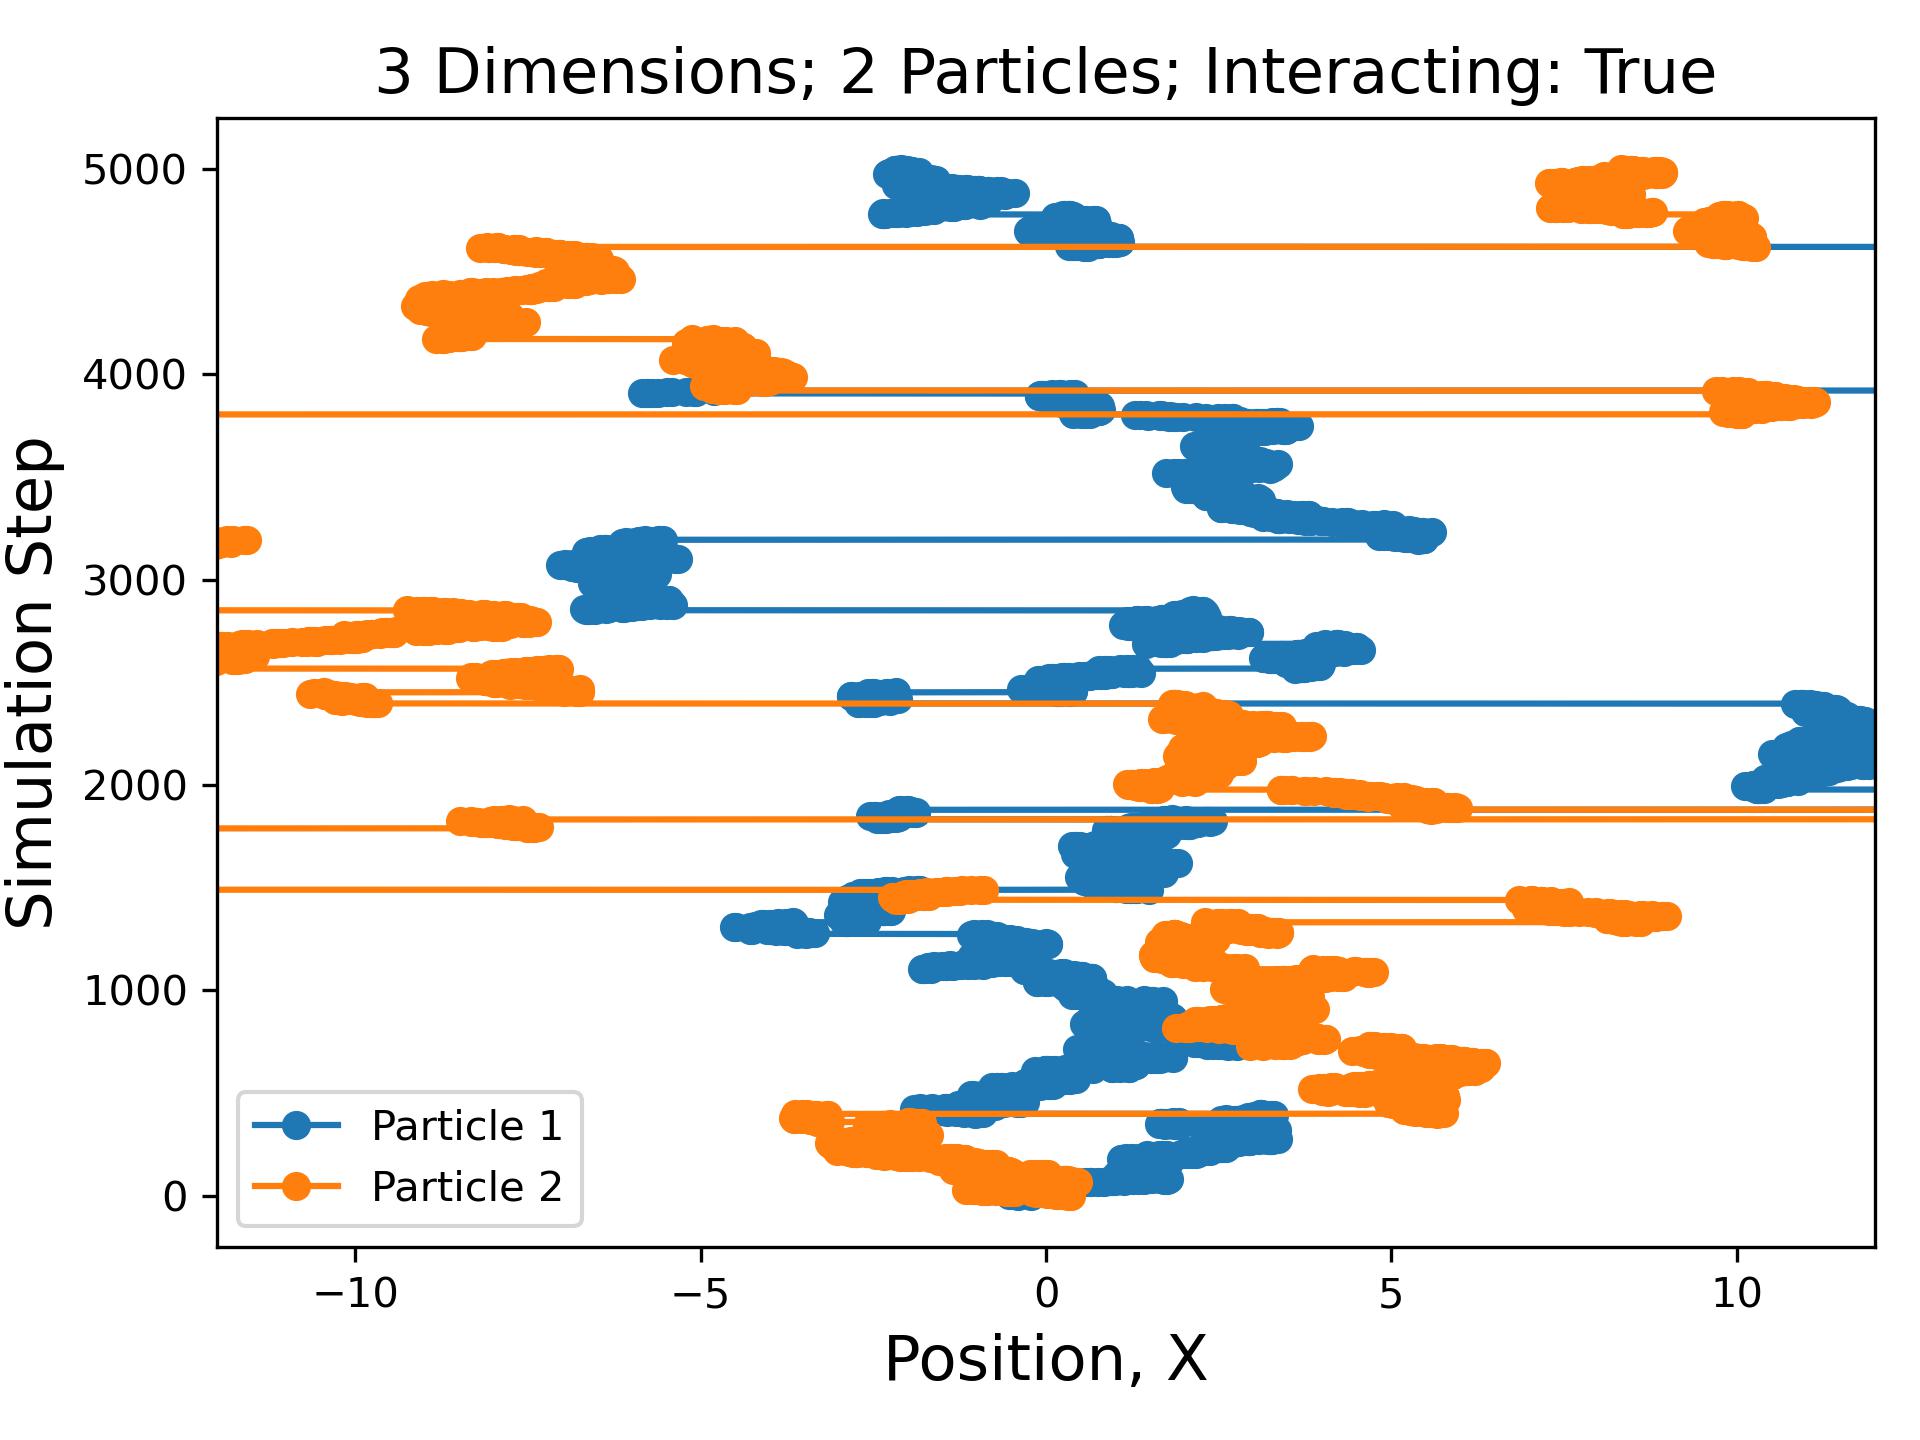 3 Dimensions; 2 Particles; Interacting: True
Simulation Step
5000
4000
3000
2000
1000
0
Particle 1
Particle 2
−10
−5
0
5
10
Position, X